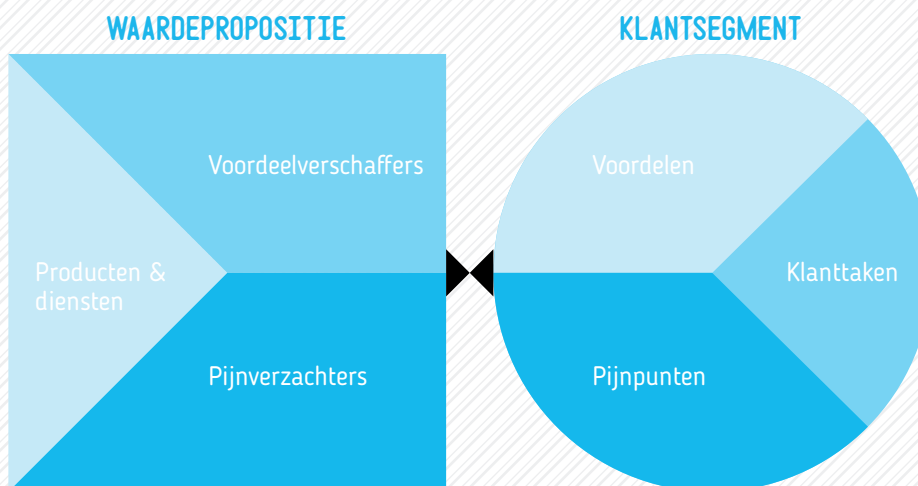 WAARDEPROPOSITIE
KLANTSEGMENT
Voordeelverschaffers
Producten &
diensten
Pijnverzachters
Voordelen
Klanttaken
Pijnpunten